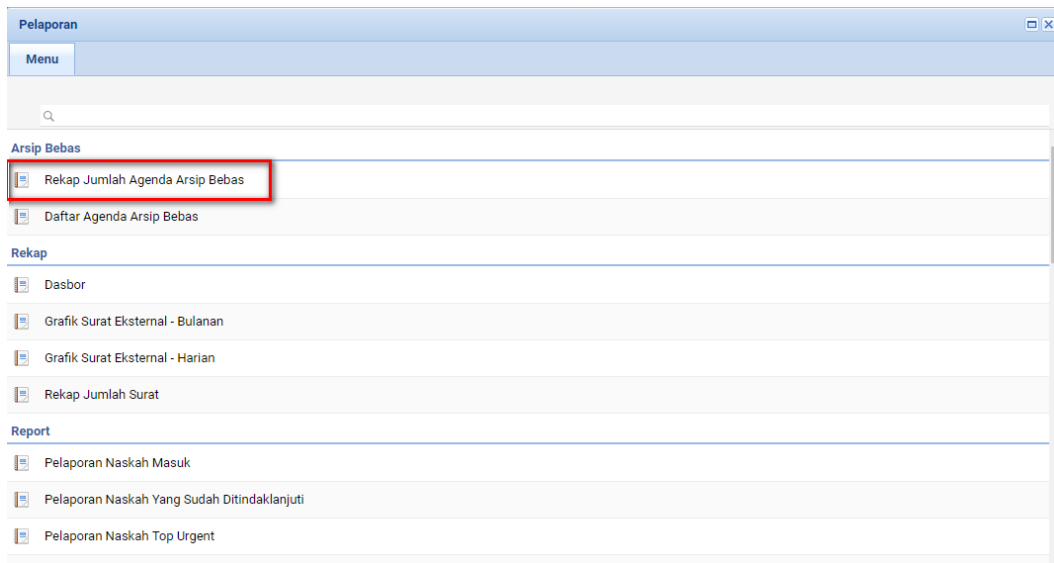 Pelaporan
Menu
Arsip Bebas
Rekap Jumlah Agenda Arsip Bebas
Daftar Agenda Arsip Bebas
Rekap
Dasbor
Grafik Surat Eksternal - Bulanan
Grafik Surat Eksternal - Harian
Rekap Jumlah Surat
Report
Pelaporan Naskah Masuk
Pelaporan Naskah Yang Sudah Ditindaklanjuti
Pelaporan Naskah Top Urgent